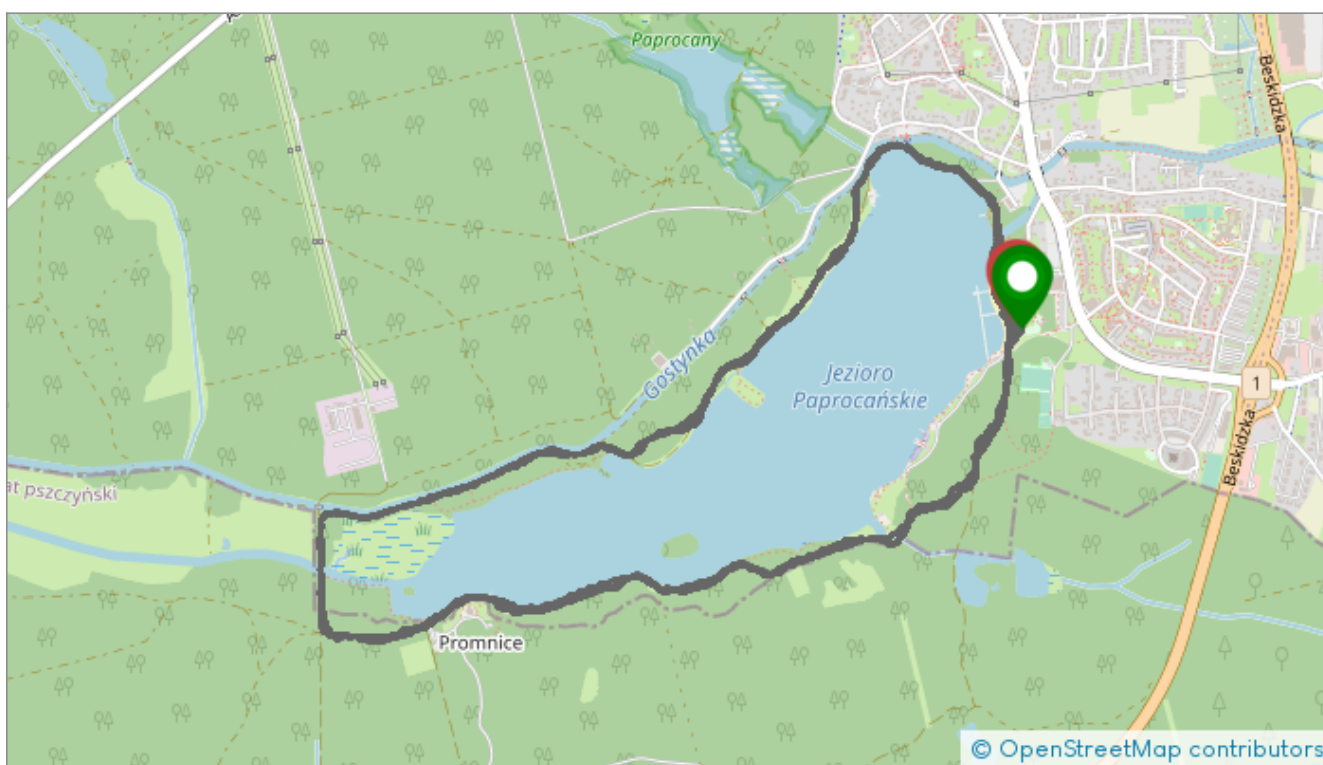 Paprocany
Beskidzka
Gostynka
Jezioro
Paprocańskie
1
Beskidzka
at pszczyński
Promnice
© OpenStreetMap contributors